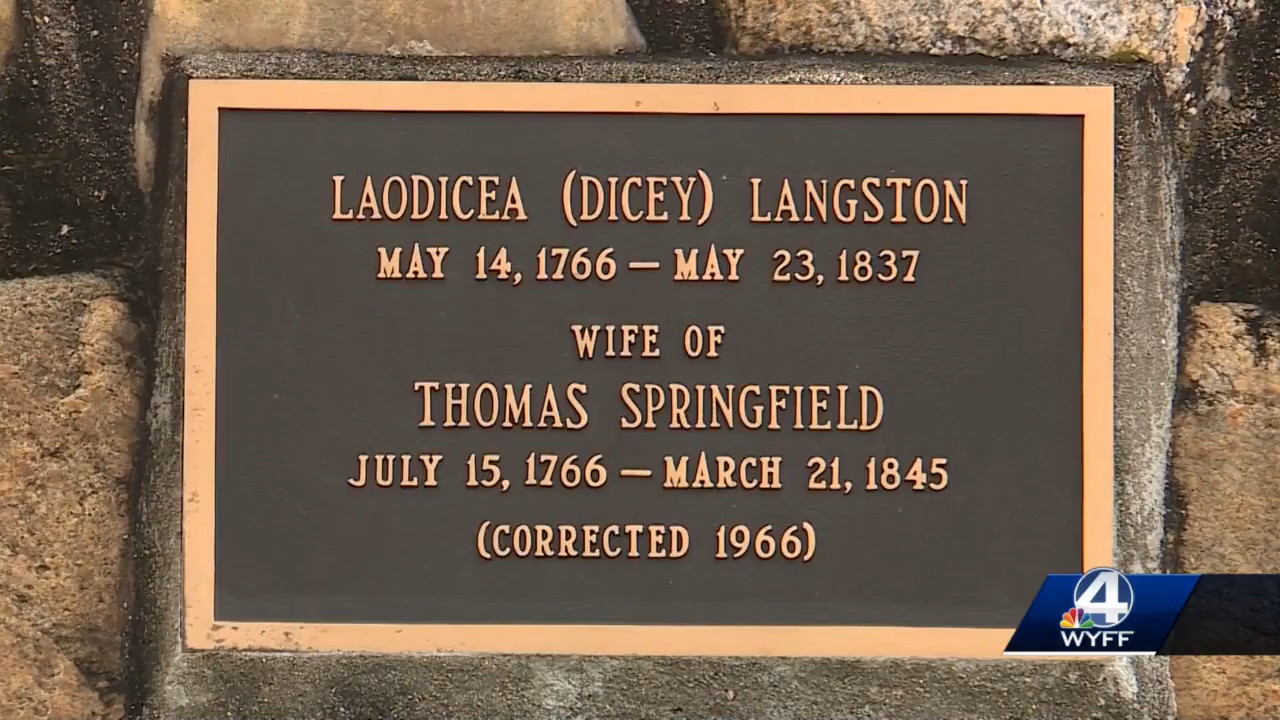 LAODICEA (DICEY) LANGSTON
MAY 14, 1766 – MAY 23, 1837
WIFE OF
THOMAS SPRINGFIELD
JULY 15, 1766 – MARCH 21, 1845
(CORRECTED 1966)
4
WYFF